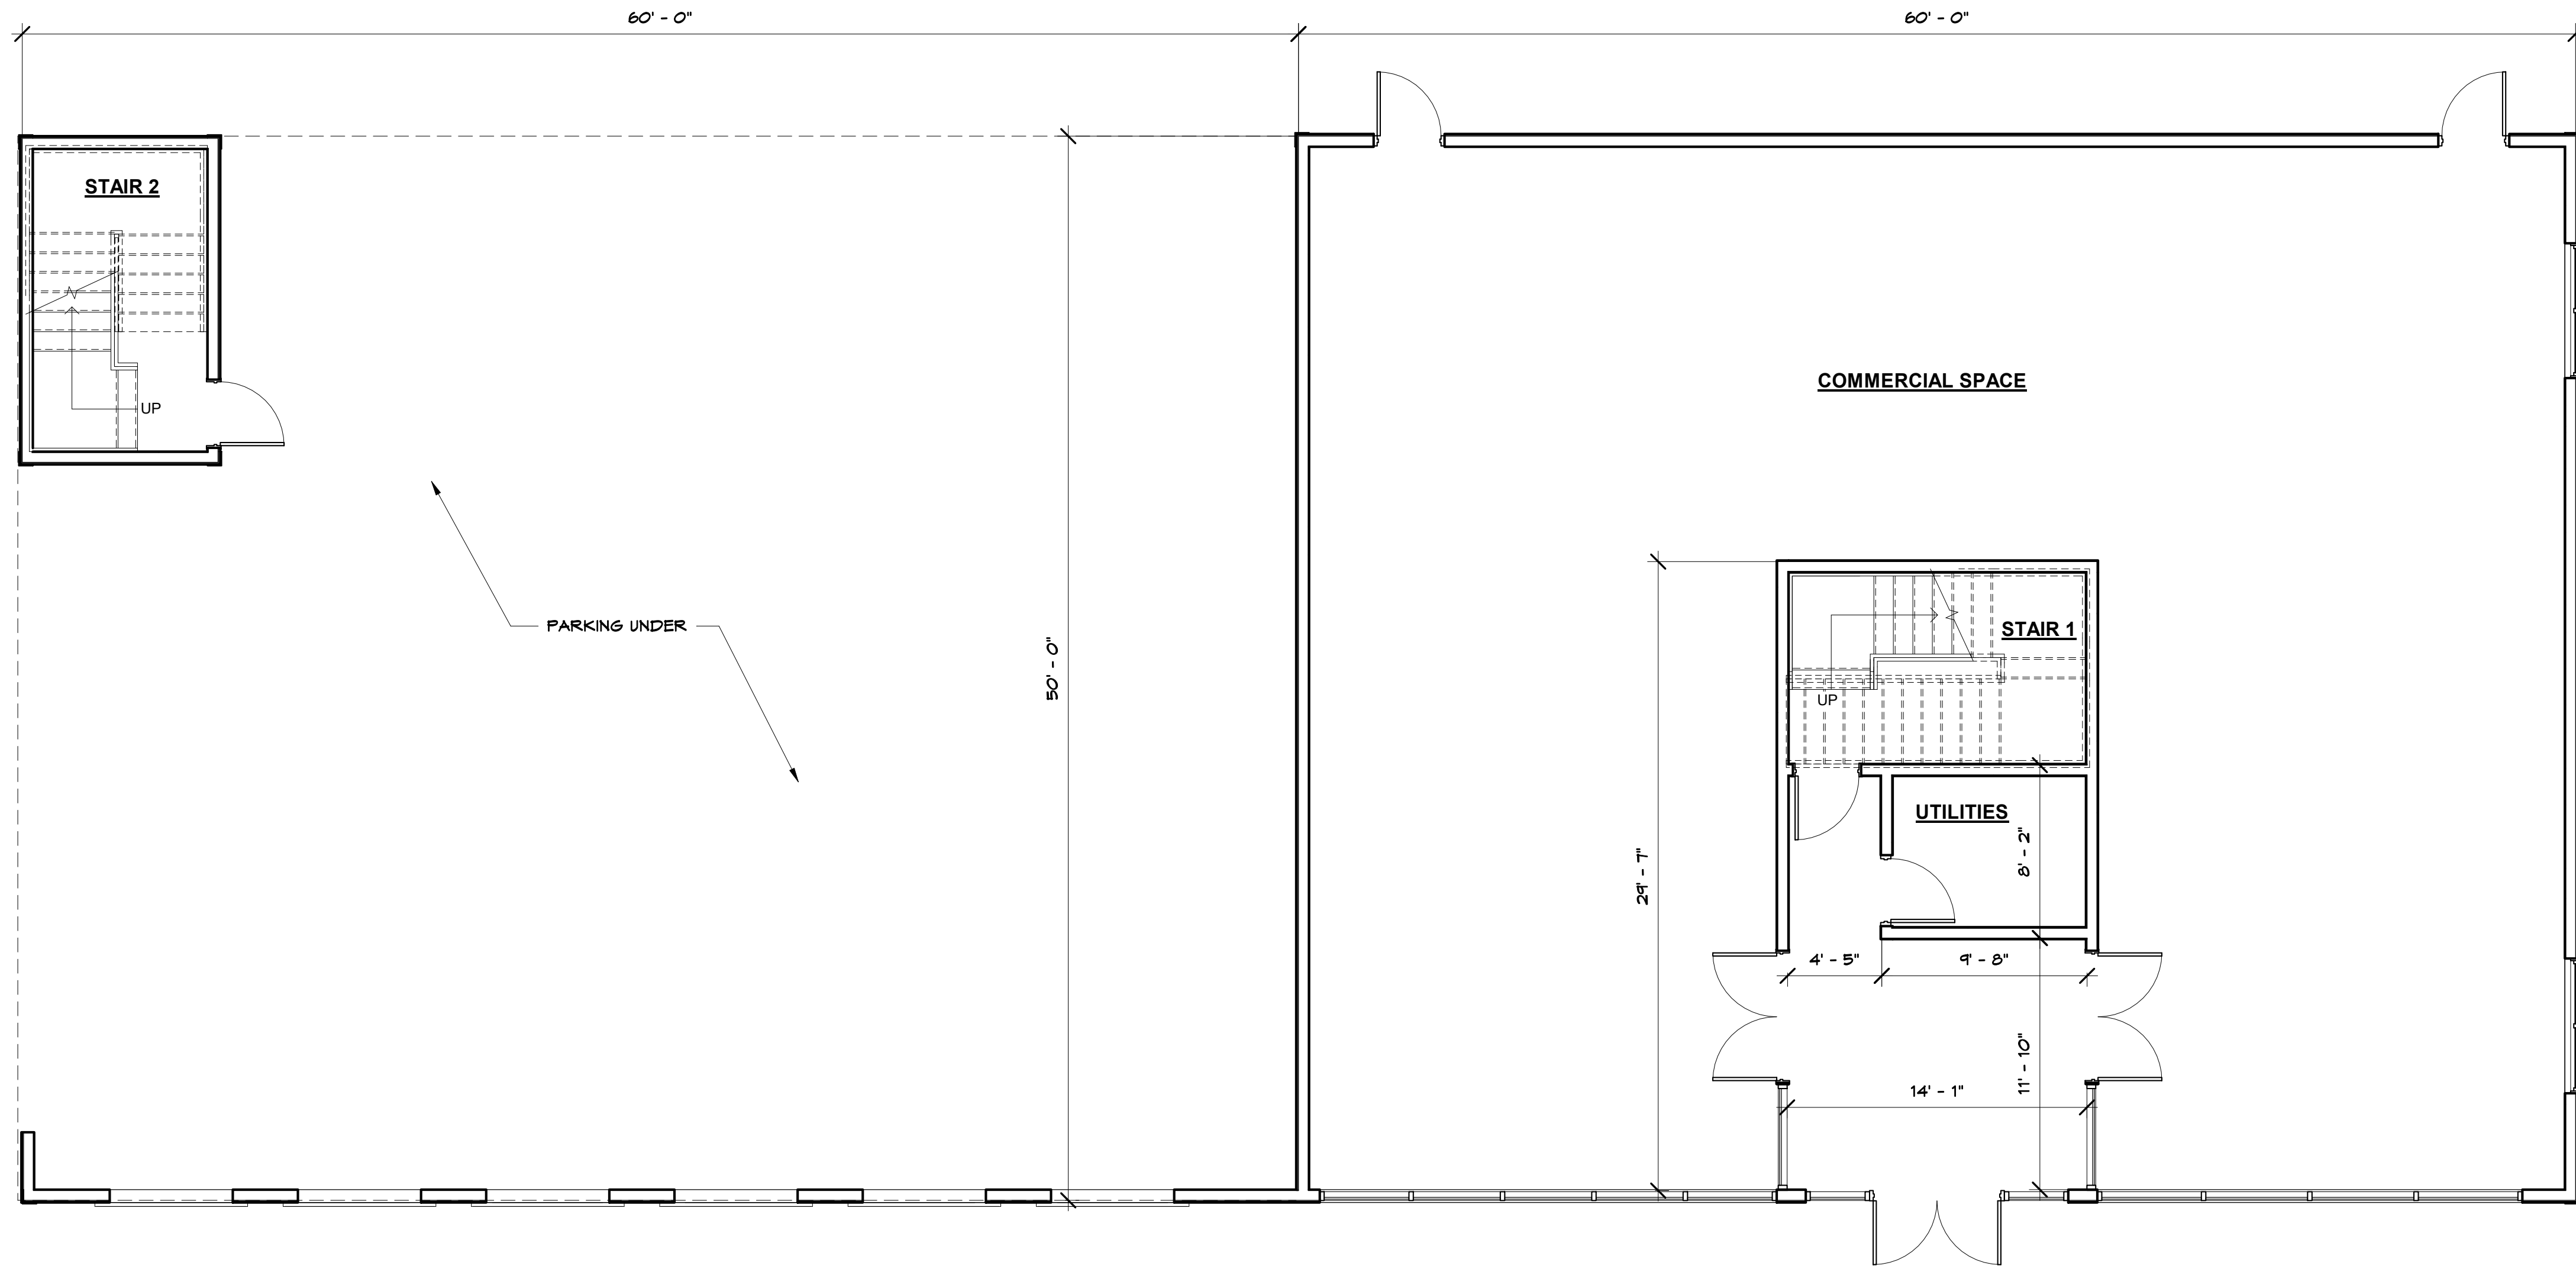 60' - 0"
60' - 0"
STAIR 2
UP
COMMERCIAL SPACE
PARKING UNDER
50' - 0"
STAIR 1
UP
UTILITIES
8' - 2"
29' - 7"
4' - 5"
9' - 8"
11' - 10"
14' - 1"